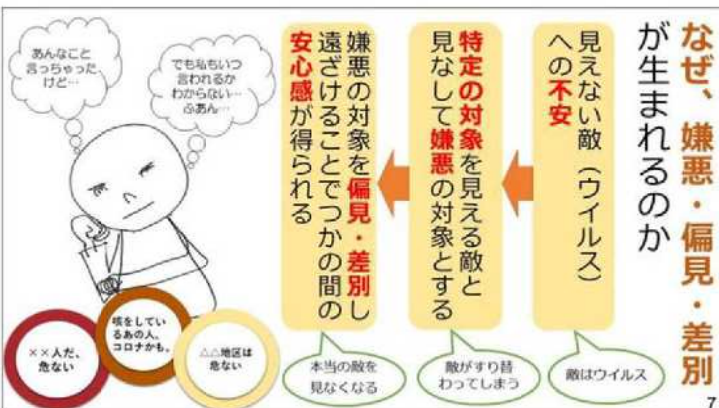 なぜ、嫌悪・偏見・差別
が生まれるのか
見えない敵（ウイルス）
への不安
特定の対象を見える敵と
見なして嫌悪の対象とする
嫌悪の対象を偏見・差別し
遠ざけることでつかの間の
安心感が得られる
敵はウイルス
敵がすり替
わってしまう
本当の敵を
見なくなる
でも私もいつ
言われるか
わからない…
ふあん…
あんなこと
言っちゃった
けど…
××人だ、
危ない
咳をしてい
るあの人、
コロナかも。
△△地区は
危ない
7